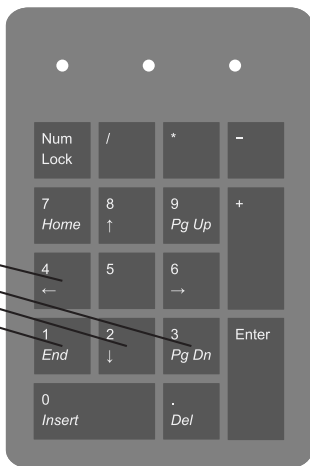 Num
Lock
/
*
–
7
Home
8
↑
9
Pg Up
+
4
←
5
6
→
1
End
2
↓
3
Pg Dn
Enter
0
Insert
.
Del